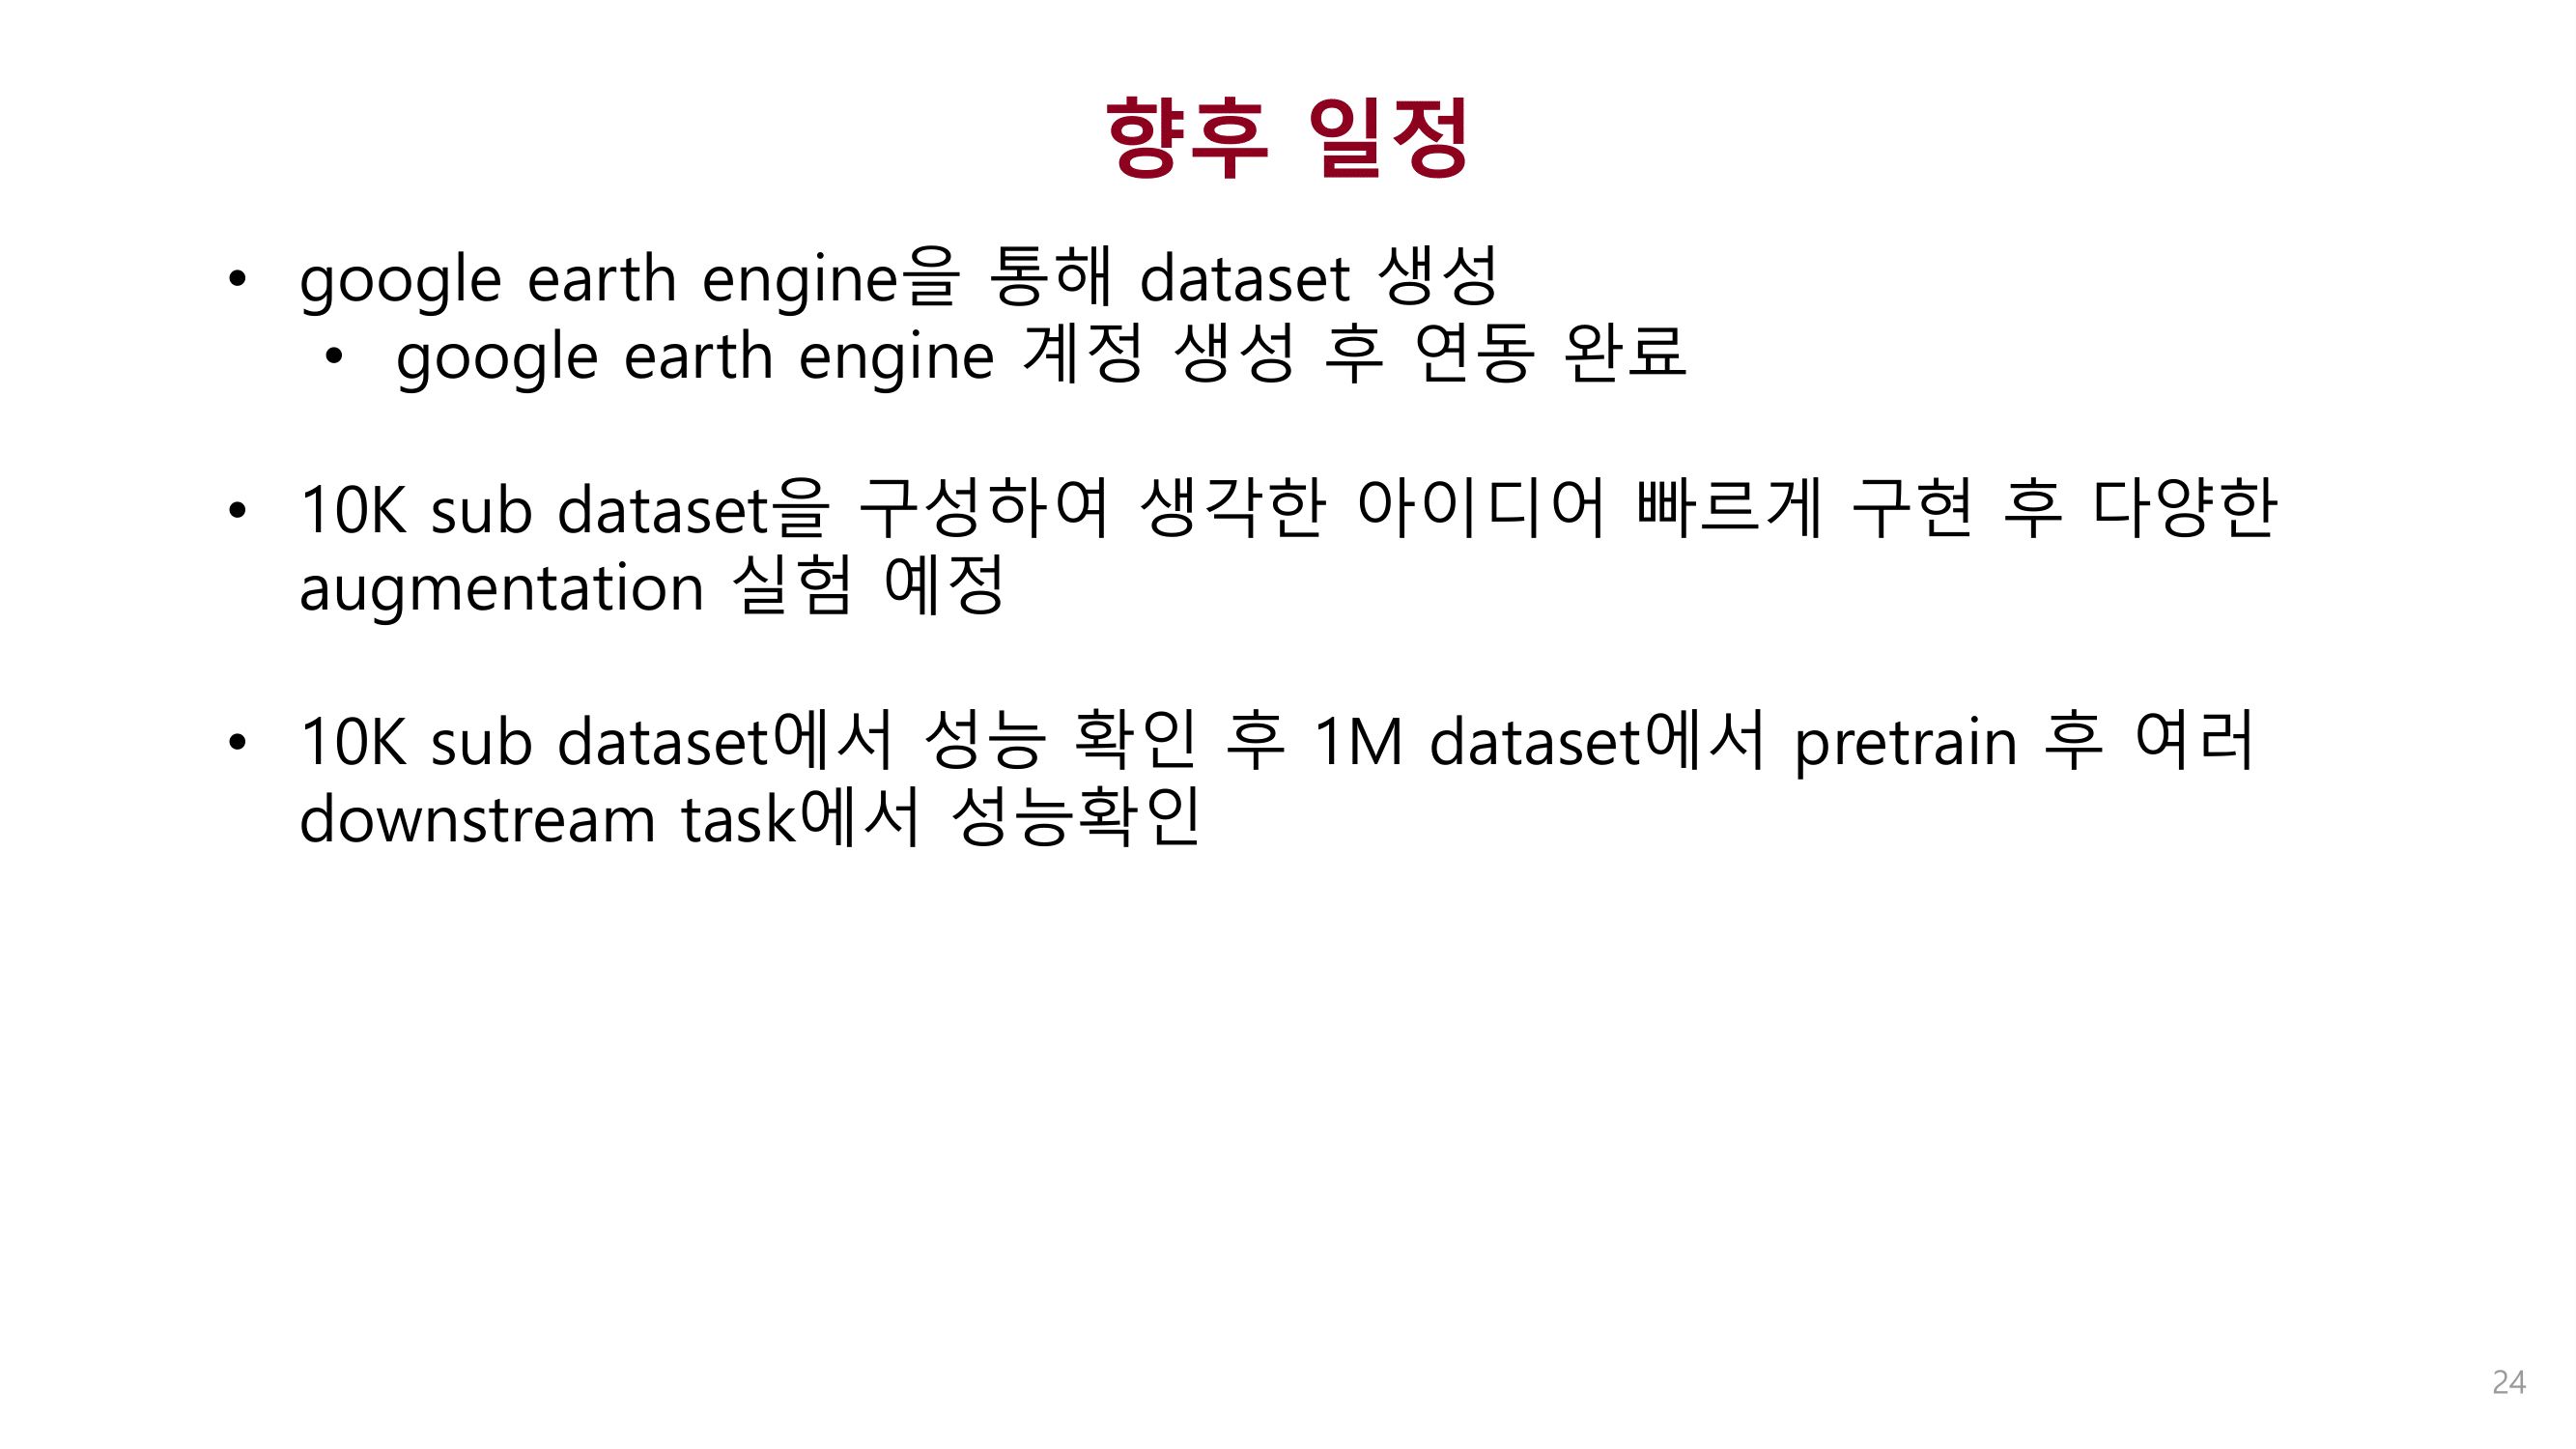 향후 일정
• google earth engine을 통해 dataset 생성
• google earth engine 계정 생성 후 연동 완료
• 10K sub dataset을 구성하여 생각한 아이디어 빠르게 구현 후 다양한
augmentation 실험 예정
• 10K sub dataset에서 성능 확인 후 1M dataset에서 pretrain 후 여러
downstream task에서 성능확인
24